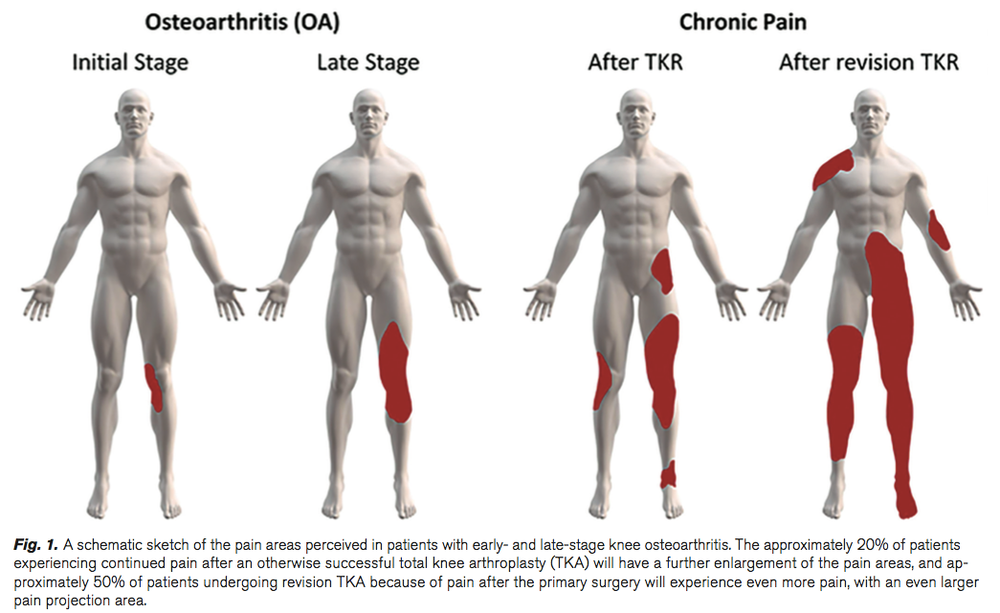 Osteoarthritis (OA)
Chronic Pain
Initial Stage
Late Stage
After TKR
After revision TKR
Fig. 1. A schematic sketch of the pain areas perceived in patients with early- and late-stage knee osteoarthritis. The approximately 20% of patients
experiencing continued pain after an otherwise successful total knee arthroplasty (TKA) will have a further enlargement of the pain areas, and ap-
proximately 50% of patients undergoing revision TKA because of pain after the primary surgery will experience even more pain, with an even larger
pain projection area.